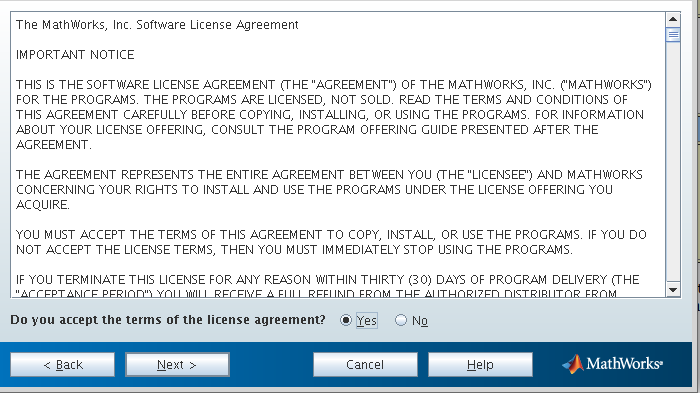 The MathWorks, Inc. Software License Agreement
IMPORTANT NOTICE
THIS IS THE SOFTWARE LICENSE AGREEMENT (THE "AGREEMENT") OF THE MATHWORKS, INC. ("MATHWORKS")
FOR THE PROGRAMS. THE PROGRAMS ARE LICENSED, NOT SOLD. READ THE TERMS AND CONDITIONS OF
THIS AGREEMENT CAREFULLY BEFORE COPYING, INSTALLING, OR USING THE PROGRAMS. FOR INFORMATION
ABOUT YOUR LICENSE OFFERING, CONSULT THE PROGRAM OFFERING GUIDE PRESENTED AFTER THE
AGREEMENT.
THE AGREEMENT REPRESENTS THE ENTIRE AGREEMENT BETWEEN YOU (THE "LICENSEE") AND MATHWORKS
CONCERNING YOUR RIGHTS TO INSTALL AND USE THE PROGRAMS UNDER THE LICENSE OFFERING YOU
ACQUIRE.
YOU MUST ACCEPT THE TERMS OF THIS AGREEMENT TO COPY, INSTALL, OR USE THE PROGRAMS. IF YOU DO
NOT ACCEPT THE LICENSE TERMS, THEN YOU MUST IMMEDIATELY STOP USING THE PROGRAMS.
IF YOU TERMINATE THIS LICENSE FOR ANY REASON WITHIN THIRTY (30) DAYS OF PROGRAM DELIVERY (THE
"ACCEPTANCE PERIOD") YOU WILL RECEIVE A FULL REFUND FROM THE AUTHORIZED DISTRIBUTOR FROM
Do you accept the terms of the license agreement? Yes No
< Back Next > Cancel Help MathWorks®